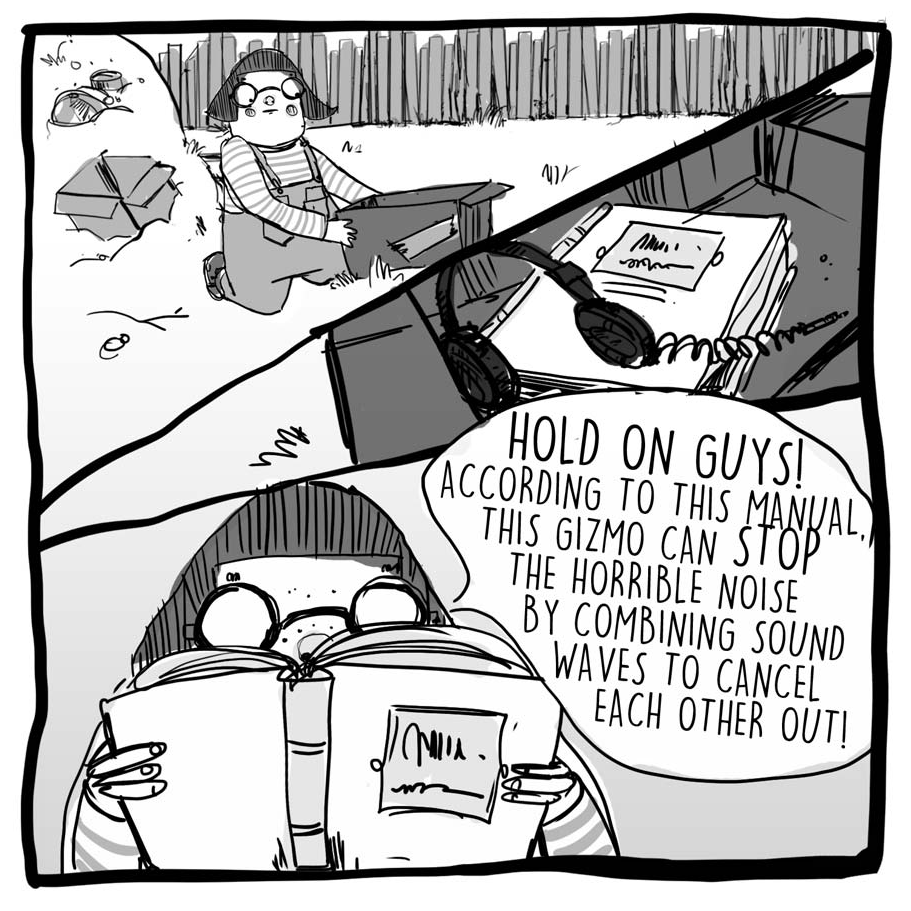 HOLD ON GUYS!
ACCORDING TO THIS MANUAL,
THIS GIZMO CAN STOP
THE HORRIBLE NOISE
BY COMBINING SOUND
WAVES TO CANCEL
EACH OTHER OUT!